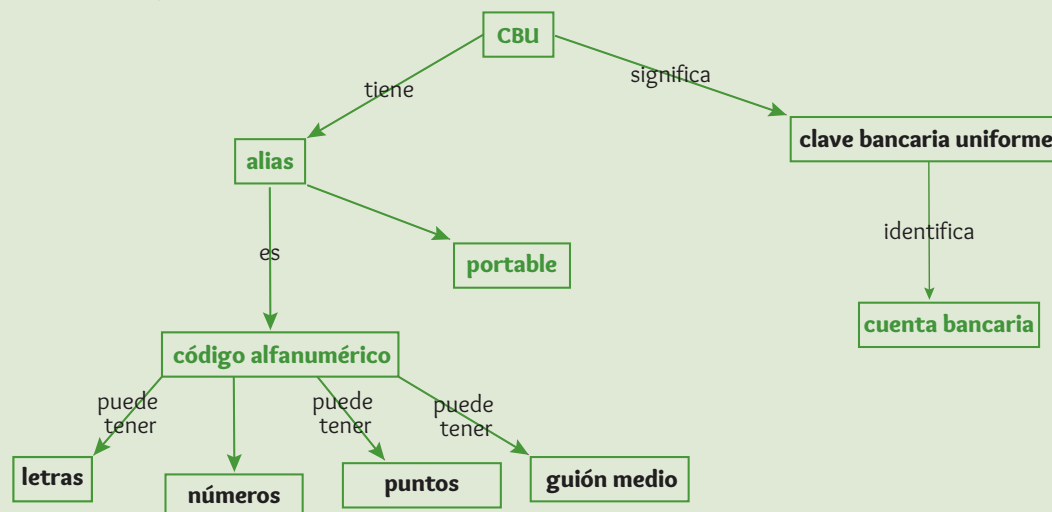 CBU
tiene
significa
alias
clave bancaria uniforme
es
portable
identifica
cuenta bancaria
código alfanumérico
puede
tener
puede
tener
puede
tener
letras
números
puntos
guión medio